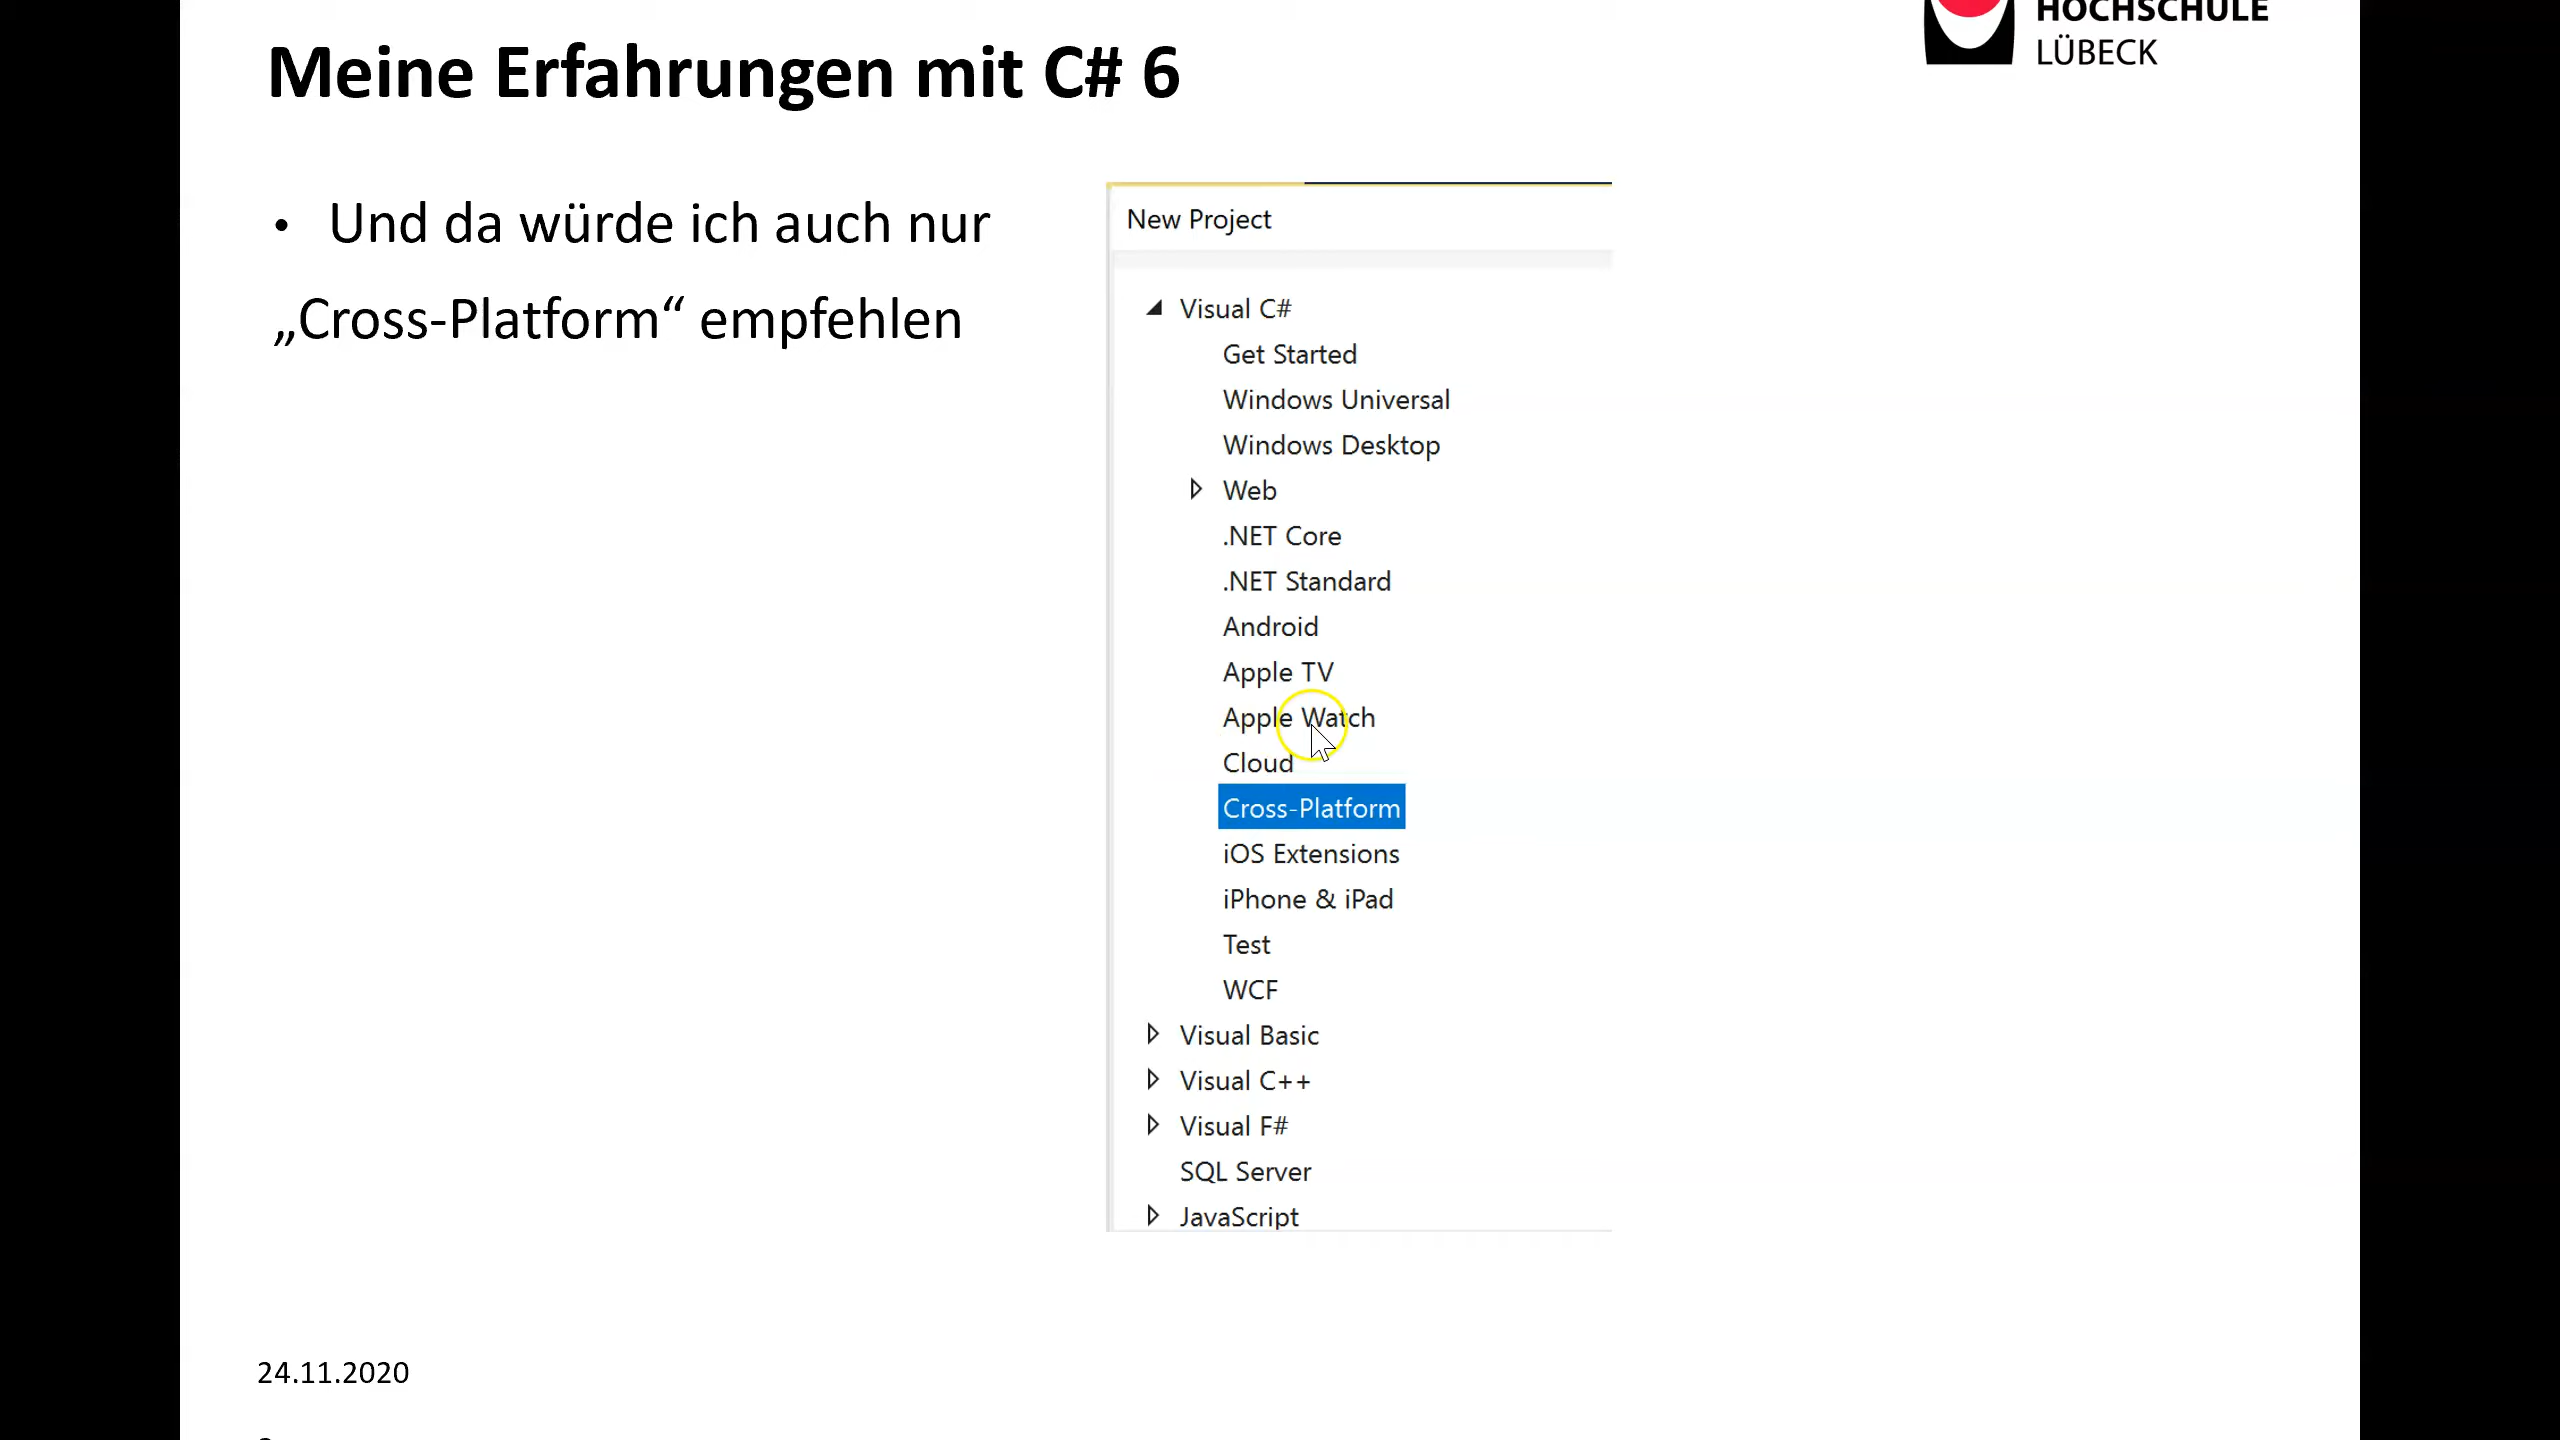 HOCHSCHULE
LÜBECK
Meine Erfahrungen mit C# 6
• Und da würde ich auch nur
„Cross-Platform“ empfehlen
New Project
Visual C#
Get Started
Windows Universal
Windows Desktop
Web
.NET Core
.NET Standard
Android
Apple TV
Apple Watch
Cloud
Cross-Platform
iOS Extensions
iPhone & iPad
Test
WCF
Visual Basic
Visual C++
Visual F#
SQL Server
JavaScript
24.11.2020